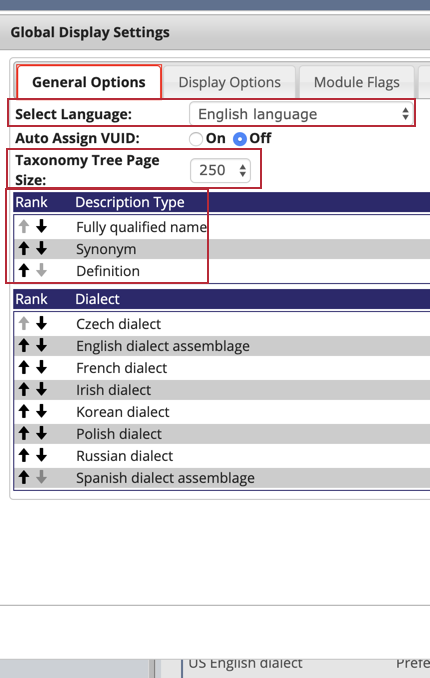 Global Display Settings
General Options Display Options Module Flags
Select Language: English language
Auto Assign VUID: On Off
Taxonomy Tree Page
Size: 250
Rank Description Type
Fully qualified name
Synonym
Definition
Rank Dialect
Czech dialect
English dialect assemblage
French dialect
Irish dialect
Korean dialect
Polish dialect
Russian dialect
Spanish dialect assemblage
US English dialect Prefe